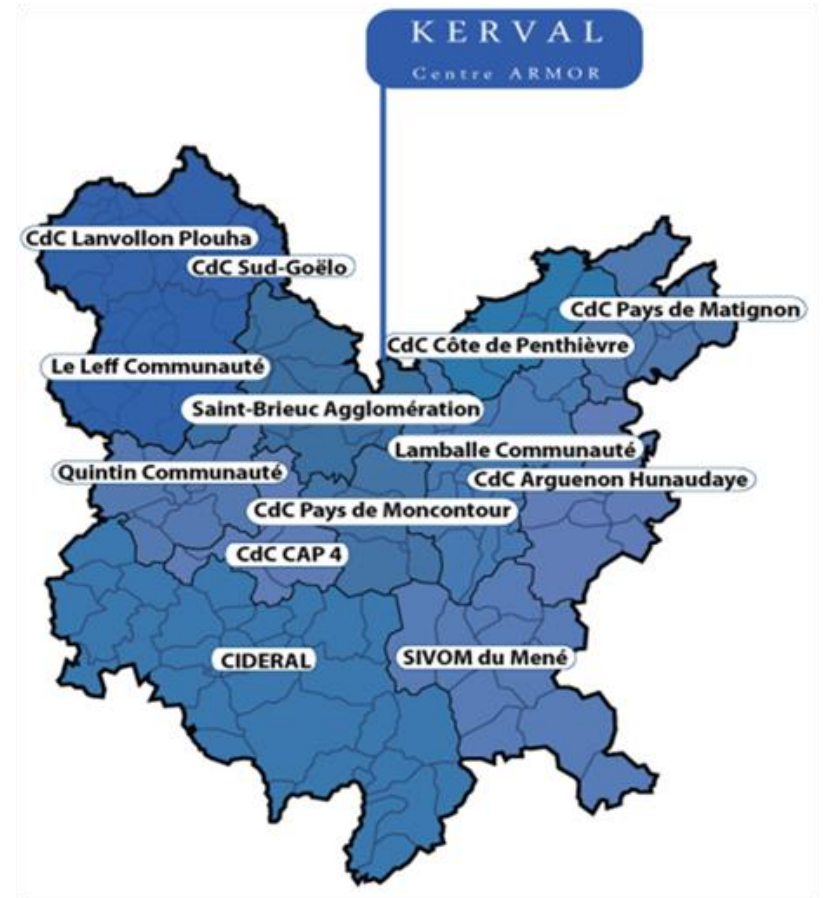 KERVAL
Centre ARMOR
CdC Lanvollon Plouha
CdC Sud-Goëlo
CdC Pays de Matignon
CdC Côte de Penthièvre
Le Leff Communauté
Saint-Brieuc Agglomération
Lamballe Communauté
Quintin Communauté
CdC Arguenon Hunaudaye
CdC Pays de Moncontour
CdC CAP 4
CIDERAL
SIVOM du Mené